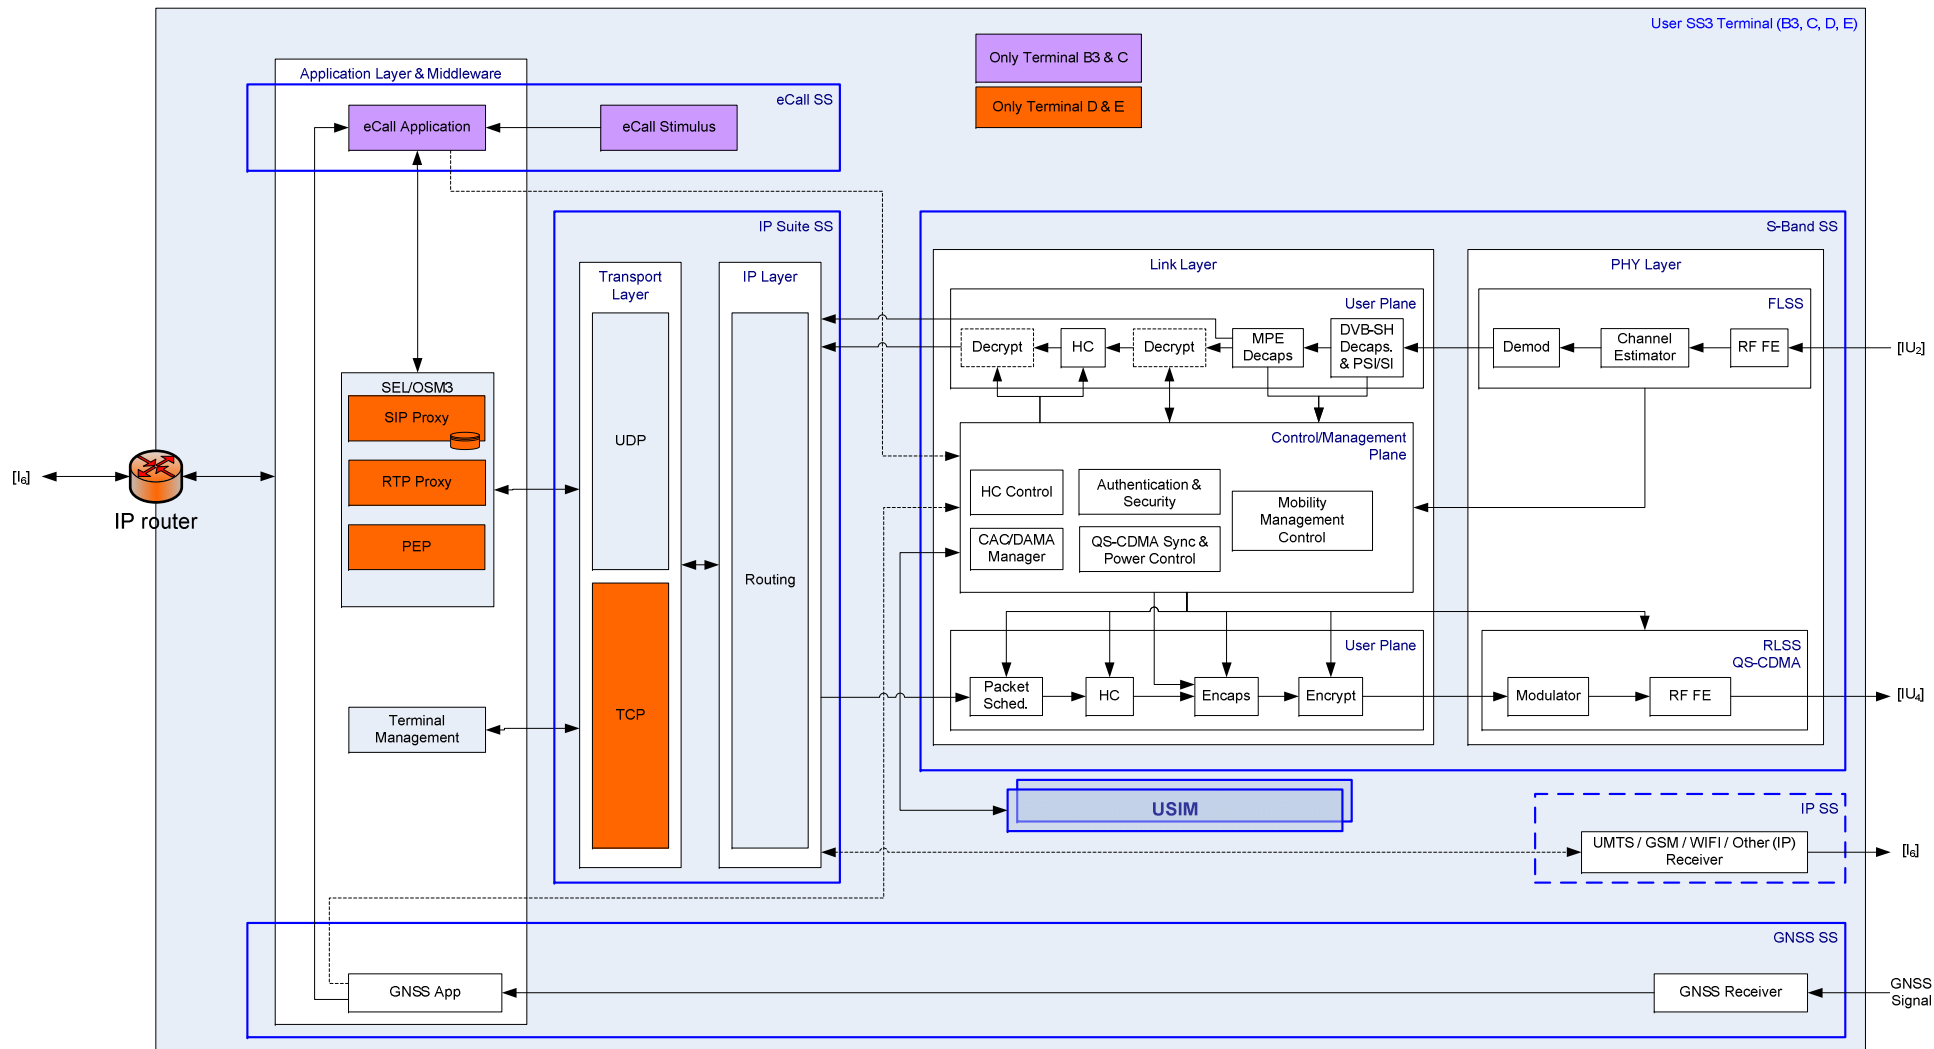 User SS3 Terminal (B3, C, D, E)
Only Terminal B3 & C
Only Terminal D & E
Application Layer & Middleware
eCall SS
eCall Application
eCall Stimulus
IP Suite SS
S-Band SS
Transport
Layer
IP Layer
Link Layer
PHY Layer
User Plane
FLSS
Decrypt
HC
Decrypt
MPE
Decaps
DVB-SH
Decaps.
& PSI/SI
Demod
Channel
Estimator
RF FE
[IU2]
SEL/OSM3
SIP Proxy
RTP Proxy
PEP
UDP
Routing
TCP
Control/Management
Plane
HC Control
Authentication &
Security
Mobility
Management
Control
CAC/DAMA
Manager
QS-CDMA Sync &
Power Control
[I6]
IP router
User Plane
RLSS
QS-CDMA
Packet
Sched.
HC
Encaps
Encrypt
Modulator
RF FE
[IU4]
Terminal
Management
USIM
IP SS
UMTS / GSM / WIFI / Other (IP)
Receiver
[I6]
GNSS SS
GNSS App
GNSS Receiver
GNSS
Signal